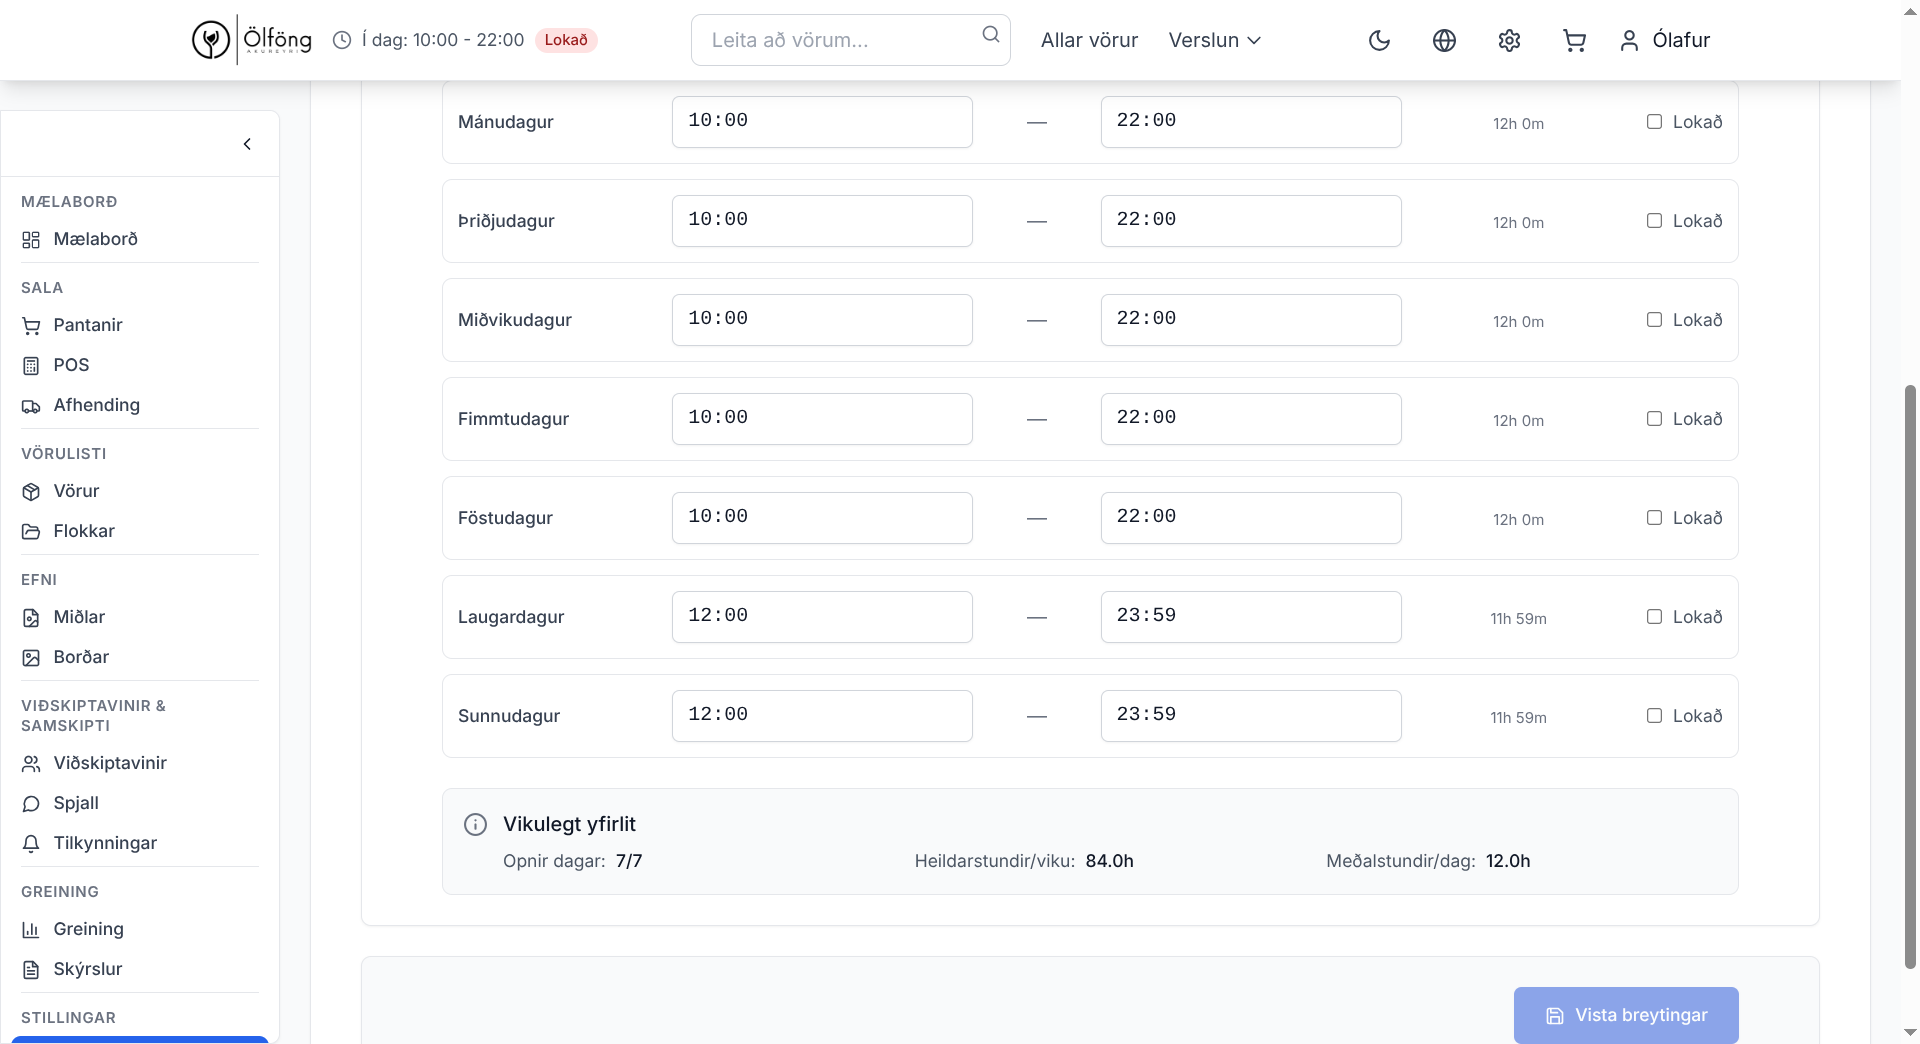 Ölföng
AKUREYRI
Í dag: 10:00 - 22:00
Lokað
Leita að vörum...
Allar vörur
Verslun
Ólafur
MÆLABORÐ
Mælaborð
SALA
Pantanir
POS
Afhending
VÖRULISTI
Vörur
Flokkar
EFNI
Miðlar
Borðar
VIÐSKIPTAVINIR &
SAMSKIPTI
Viðskiptavinir
Spjall
Tilkynningar
GREINING
Greining
Skýrslur
STILLINGAR
Mánudagur 10:00 — 22:00 12h 0m Lokað
Þriðjudagur 10:00 — 22:00 12h 0m Lokað
Miðvikudagur 10:00 — 22:00 12h 0m Lokað
Fimmtudagur 10:00 — 22:00 12h 0m Lokað
Föstudagur 10:00 — 22:00 12h 0m Lokað
Laugardagur 12:00 — 23:59 11h 59m Lokað
Sunnudagur 12:00 — 23:59 11h 59m Lokað
Vikulegt yfirlit
Opnir dagar: 7/7 Heildarstundir/viku: 84.0h Meðalstundir/dag: 12.0h
Vista breytingar